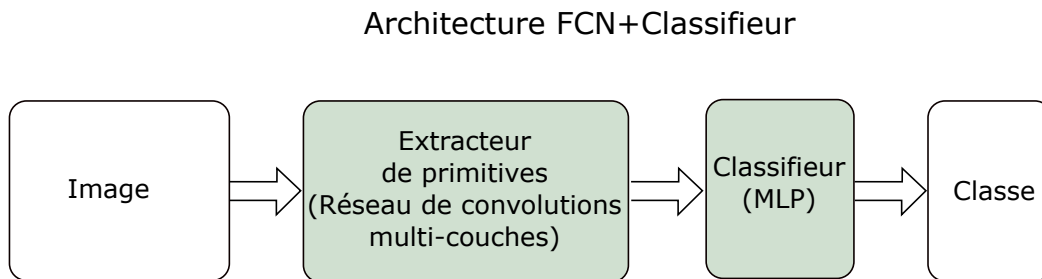 Architecture FCN+Classifieur
Image
Extracteur
de primitives
(Réseau de convolutions
multi-couches)
Classifieur
(MLP)
Classe